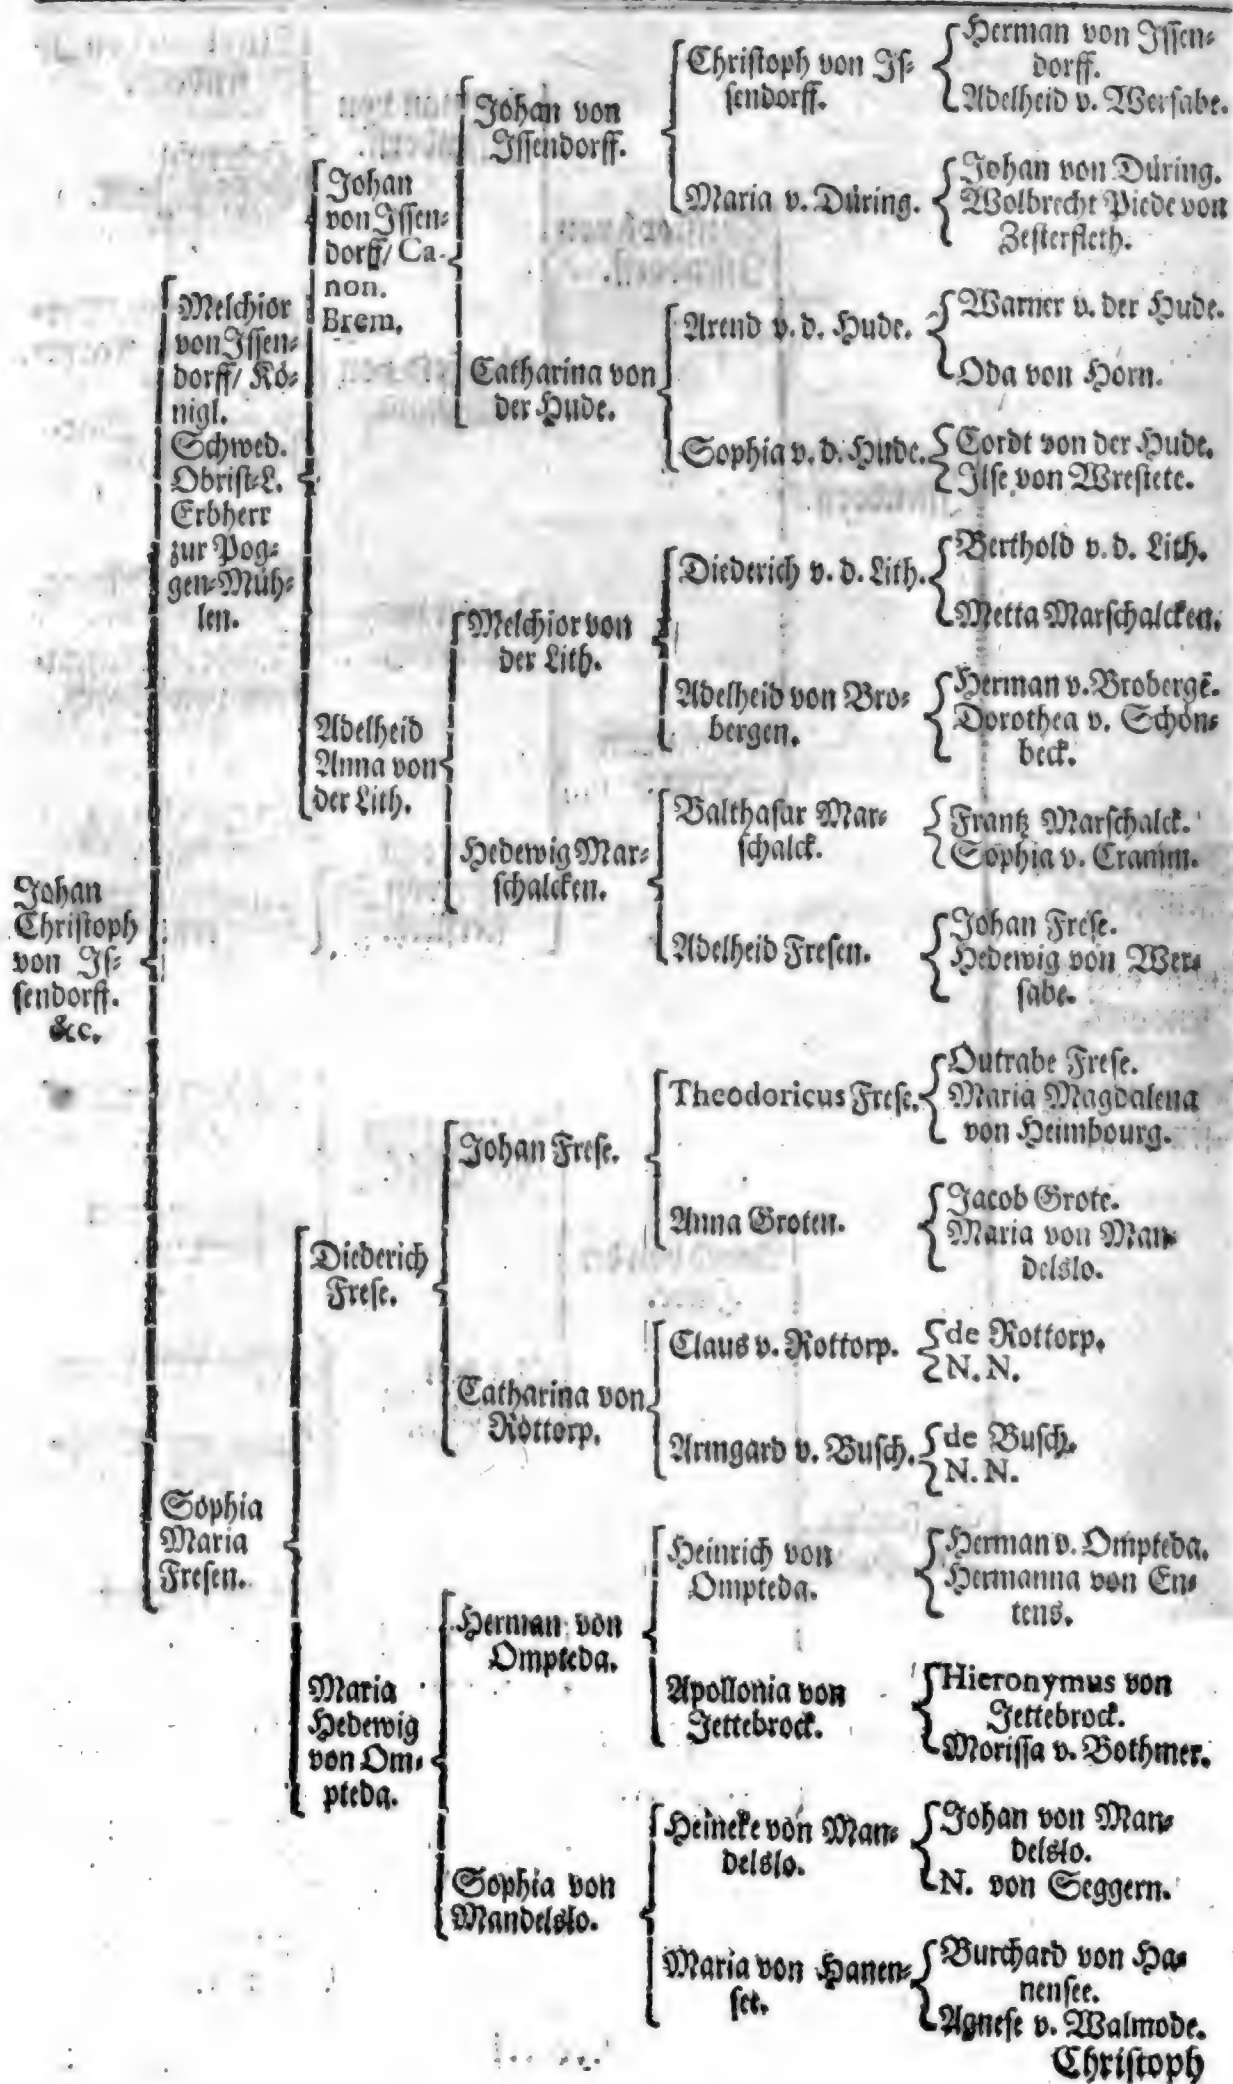 Johan
Christoph
von Jſ-
ſendorff.
&c.
Melchior
von Jſſen-
dorff/ Kö-
nigl.
Schwed.
Obriſt-L.
Erbherr
zur Pog-
gen-Müh-
len.
Sophia
Maria
Freſen.
Johan
von Jſſen-
dorff/ Ca-
non.
Brem.
Adelheid
Anna von
der Lith.
Diederich
Freſe.
Maria
Hedewig
von Om-
pteda.
Johan von
Jſſendorff.
Catharina von
der Hude.
Melchior von
der Lith.
Hedewig Mar-
ſchalcken.
Johan Freſe.
Catharina von
Rottorp.
Herman von
Ompteda.
Sophia von
Mandelslo.
Chriſtoph von Jſ-
ſendorff.
Maria v. Düring.
Arend v. d. Hude.
Sophia v. d. Hude.
Diederich v. d. Lith.
Adelheid von Bro-
bergen.
Balthaſar Mar-
ſchalck.
Adelheid Freſen.
Theodoricus Freſe.
Anna Groten.
Claus v. Rottorp.
Armgard v. Buſch.
Heinrich von
Ompteda.
Apollonia von
Jettebrock.
Heineke von Man-
delslo.
Maria von Hanen-
ſee.
Herman von Jſſen-
dorff.
Adelheid v. Werſabe.
Johan von Düring.
Wolbrecht Piede von
Zeſterfleth.
Warner v. der Hude.
Oda von Horn.
Cordt von der Hude.
Jlſe von Wreſtete.
Berthold v. d. Lith.
Metta Marſchalcken.
Herman v. Brobergē.
Dorothea v. Schön-
beck.
Frantz Marſchalck.
Sophia v. Cramm.
Johan Freſe.
Hedewig von Wer-
ſabe.
Outrabe Freſe.
Maria Magdalena
von Heimbourg.
Jacob Grote.
Maria von Man-
delslo.
de Rottorp.
N. N.
de Buſch.
N. N.
Herman v. Ompteda.
Hermanna von En-
tens.
Hieronymus von
Jettebrock.
Moriſſa v. Bothmer.
Johan von Man-
delslo.
N. von Seggern.
Burchard von Ha-
nenſee.
Agneſe v. Walmode.
Chriſtoph